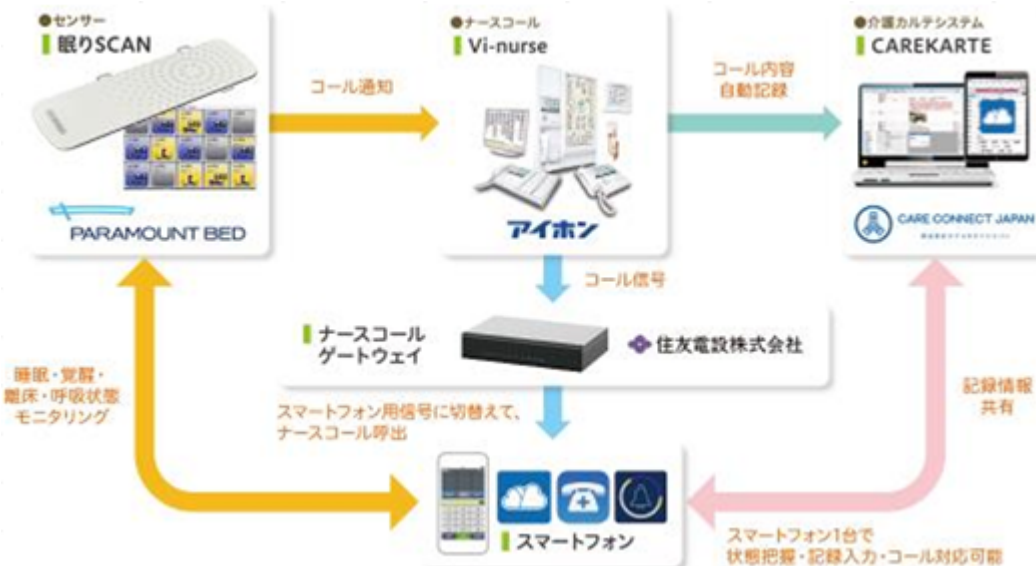 ●センサー
眠りSCAN
PARAMOUNT BED
コール通知
●ナースコール
Vi-nurse
アイホン
コール内容
自動記録
●介護カルテシステム
CAREKARTE
CARE CONNECT JAPAN
コール信号
ナースコール
ゲートウェイ
住友電設株式会社
睡眠・覚醒・
離床・呼吸状態
モニタリング
スマートフォン用信号に切替えて、
ナースコール呼出
記録情報
共有
スマートフォン
スマートフォン1台で
状態把握・記録入力・コール対応可能